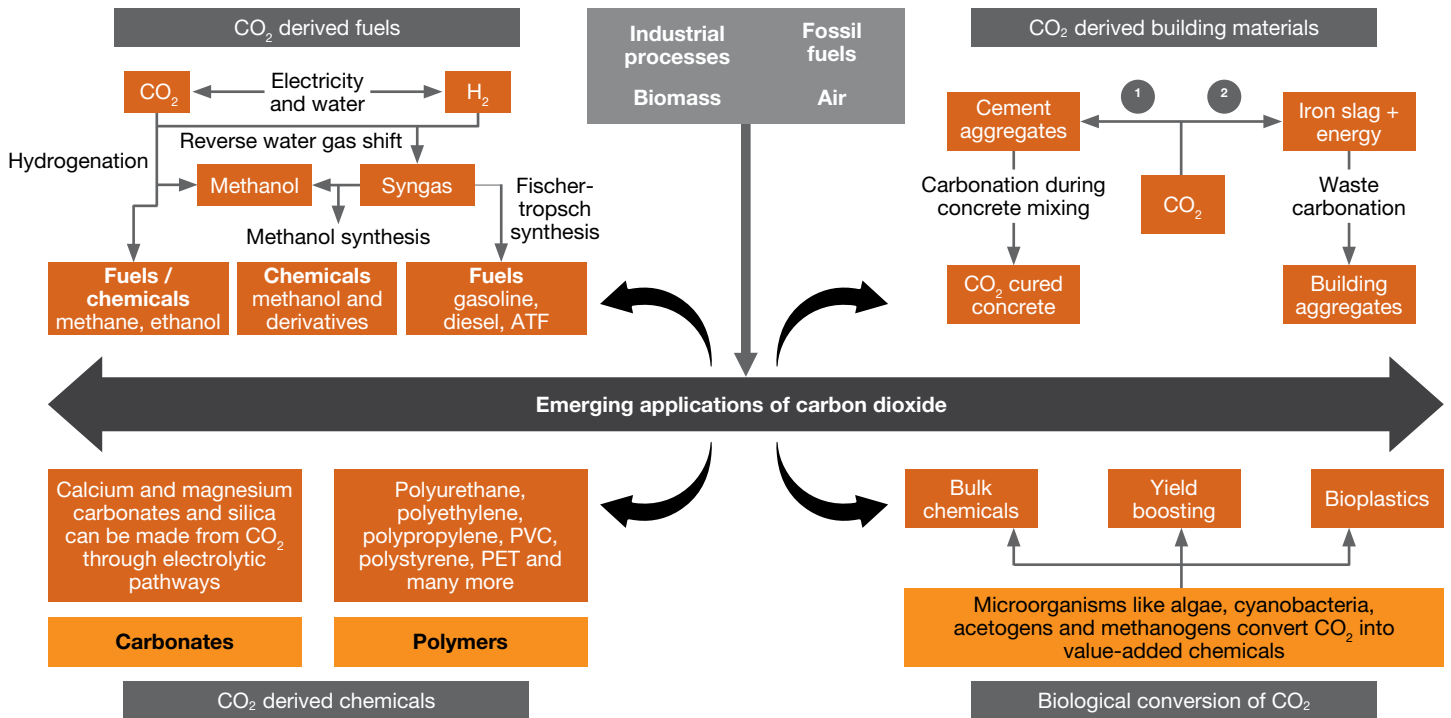 CO₂ derived fuels
CO₂
Electricity
and water
H₂
Reverse water gas shift
Hydrogenation
Methanol
Syngas
Fischer-
tropsch
synthesis
Methanol synthesis
Fuels /
chemicals
methane, ethanol
Chemicals
methanol and
derivatives
Fuels
gasoline,
diesel, ATF
Industrial
processes
Fossil
fuels
Biomass
Air
CO₂ derived building materials
1
2
Cement
aggregates
Iron slag +
energy
Carbonation during
concrete mixing
CO₂
Waste
carbonation
CO₂ cured
concrete
Building
aggregates
Emerging applications of carbon dioxide
Calcium and magnesium
carbonates and silica
can be made from CO₂
through electrolytic
pathways
Carbonates
Polyurethane,
polyethylene,
polypropylene, PVC,
polystyrene, PET and
many more
Polymers
CO₂ derived chemicals
Bulk
chemicals
Yield
boosting
Bioplastics
Microorganisms like algae, cyanobacteria,
acetogens and methanogens convert CO₂ into
value-added chemicals
Biological conversion of CO₂